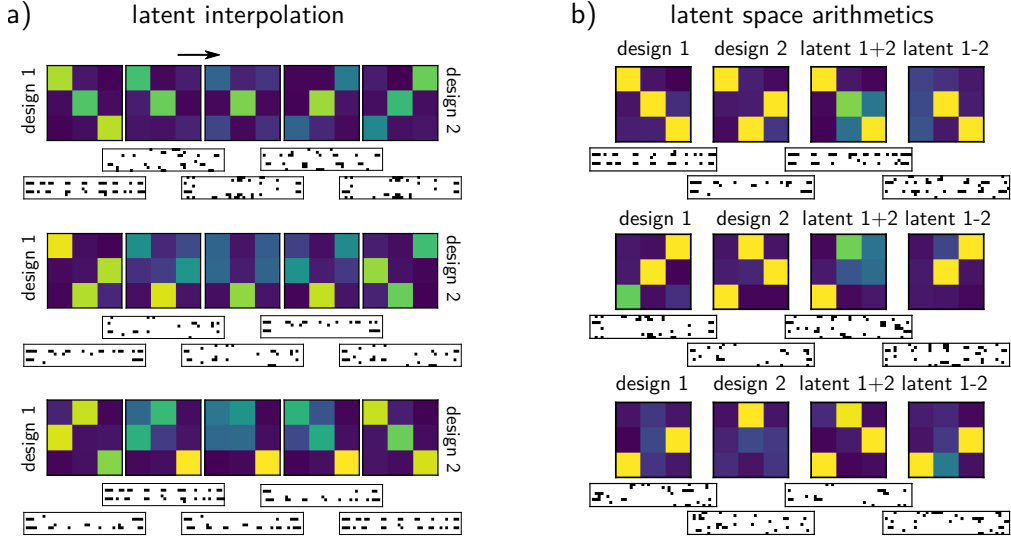 a) latent interpolation
design 1
design 2
design 1
design 2
design 1
design 2
b) latent space arithmetics
design 1 design 2 latent 1+2 latent 1-2
design 1 design 2 latent 1+2 latent 1-2
design 1 design 2 latent 1+2 latent 1-2